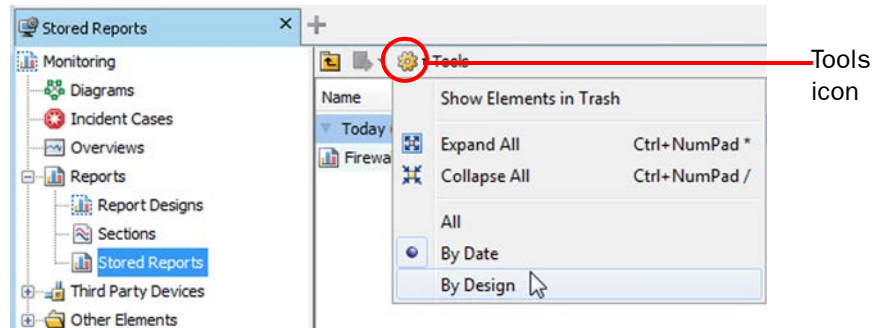 Stored Reports
Monitoring
Diagrams
Incident Cases
Overviews
Reports
Report Designs
Sections
Stored Reports
Third Party Devices
Other Elements
Tools
Name
Today
Firewa
Show Elements in Trash
Expand All Ctrl+NumPad *
Collapse All Ctrl+NumPad /
All
By Date
By Design
Tools
icon